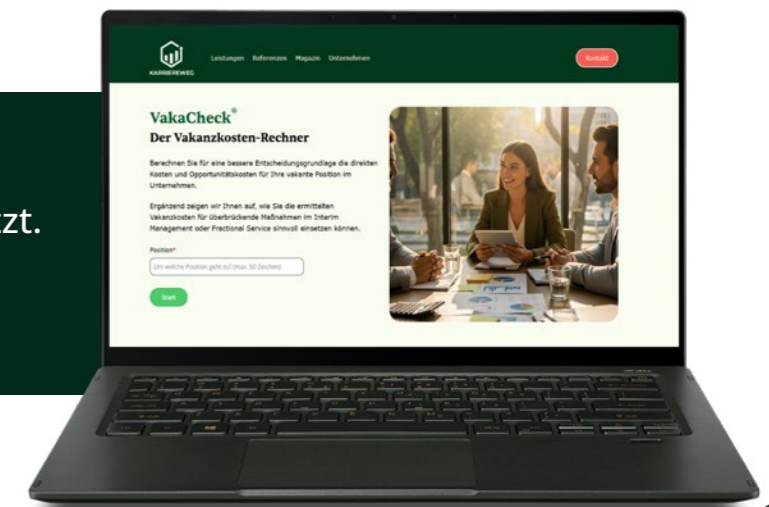 zt.
KARRIEREWEG
Leistungen Referenzen Magazin Unternehmen
Kontakt
VakaCheck®
Der Vakanzkosten-Rechner
Berechnen Sie für eine bessere Entscheidungsgrundlage die direkten
Kosten und Opportunitätskosten für Ihre vakante Position im
Unternehmen.
Ergänzend zeigen wir Ihnen auf, wie Sie die ermittelten
Vakanzkosten für überbrückende Maßnahmen im Interim
Management oder Fractional Service sinnvoll einsetzen können.
Position*
Um welche Position geht es? (max. 50 Zeichen)
Start